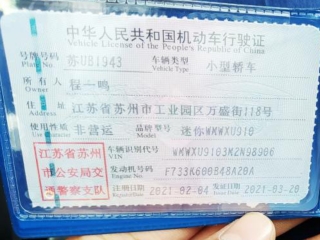 中华人民共和国机动车行驶证
Vehicle License of the People's Republic of China
号牌号码 苏UB1943 车辆类型 小型轿车
Plate No. Vehicle Type
所有人 程一鸣
Owner
住址 江苏省苏州市工业园区万盛街118号
Address
使用性质 非营运 品牌型号 迷你WMWXU910
Use Character Model
江苏省苏州 车辆识别代号 WMWXU9103M2N98906
VIN
市公安局交 发动机号码 F733K600848A20A
Engine No.
通警察支队 注册日期 2021-02-04 发证日期 2021-03-20
Register Date Issue Date